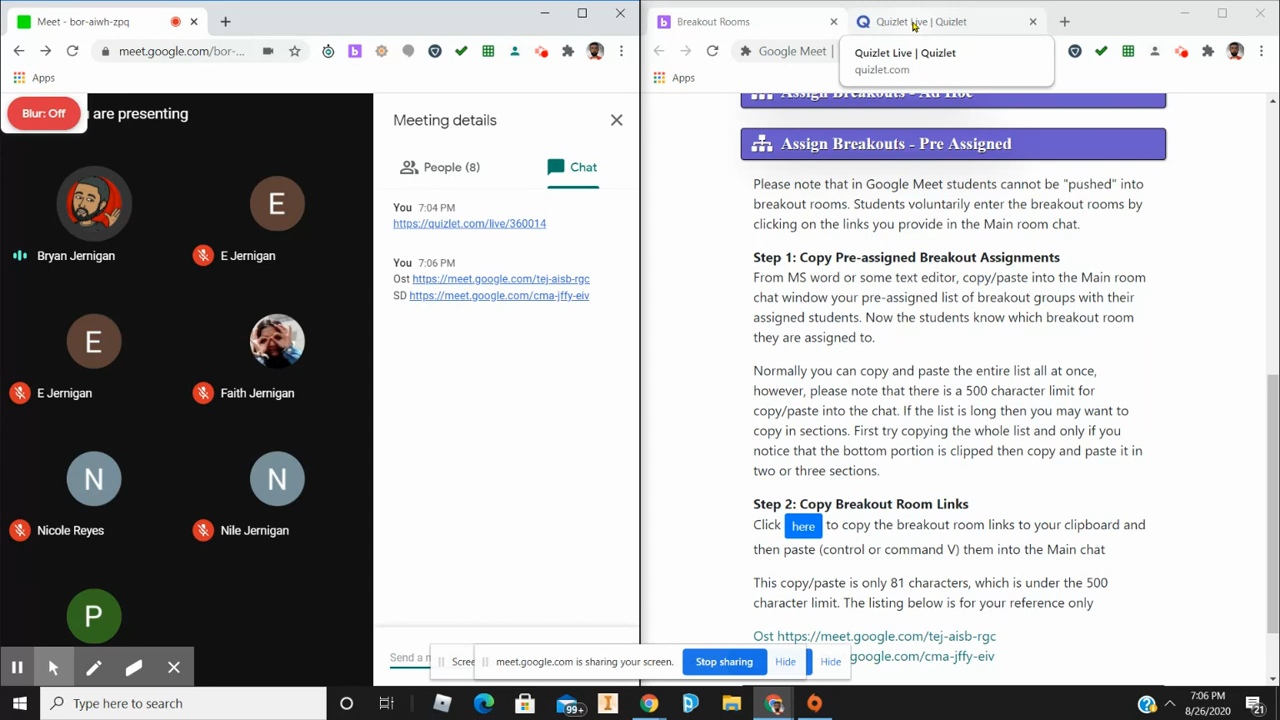 Meet - bor-aiwh-zpq
Breakout Rooms
Quizlet Live | Quizlet
meet.google.com/bor-...
Google Meet
Quizlet Live | Quizlet
quizlet.com
Apps
Apps
Blur: Off
are presenting
Meeting details
People (8)
Chat
You 7:04 PM
https://quizlet.com/live/360014
You 7:06 PM
Ost https://meet.google.com/tej-aisb-rgc
SD https://meet.google.com/cma-jffy-eiv
Bryan Jernigan
E
E Jernigan
E
E Jernigan
Faith Jernigan
N
Nicole Reyes
N
Nile Jernigan
P
Assign Breakouts - Ad Hoc
Assign Breakouts - Pre Assigned
Please note that in Google Meet students cannot be "pushed" into
breakout rooms. Students voluntarily enter the breakout rooms by
clicking on the links you provide in the Main room chat.
Step 1: Copy Pre-assigned Breakout Assignments
From MS word or some text editor, copy/paste into the Main room
chat window your pre-assigned list of breakout groups with their
assigned students. Now the students know which breakout room
they are assigned to.
Normally you can copy and paste the entire list all at once,
however, please note that there is a 500 character limit for
copy/paste into the chat. If the list is long then you may want to
copy in sections. First try copying the whole list and only if you
notice that the bottom portion is clipped then copy and paste it in
two or three sections.
Step 2: Copy Breakout Room Links
Click here to copy the breakout room links to your clipboard and
then paste (control or command V) them into the Main chat
This copy/paste is only 81 characters, which is under the 500
character limit. The listing below is for your reference only
Ost https://meet.google.com/tej-aisb-rgc
google.com/cma-jffy-eiv
Send a m
Scree
meet.google.com is sharing your screen.
Stop sharing
Hide
Hide
Type here to search
99+
7:06 PM
8/26/2020
21